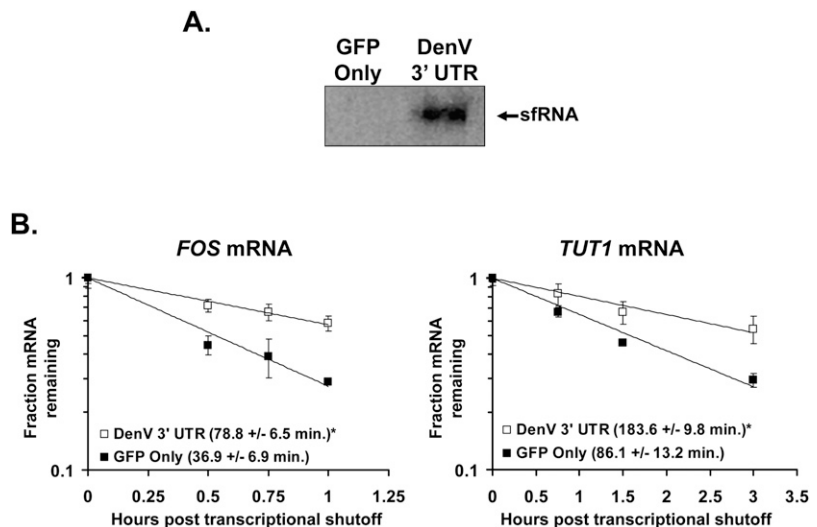 A.
GFP Only
DenV 3' UTR
sfRNA
B.
FOS mRNA
Fraction mRNA remaining
1
0.1
DenV 3' UTR (78.8 +/- 6.5 min.)*
GFP Only (36.9 +/- 6.9 min.)
0 0.25 0.5 0.75 1 1.25
Hours post transcriptional shutoff
TUT1 mRNA
Fraction mRNA remaining
1
0.1
DenV 3' UTR (183.6 +/- 9.8 min.)*
GFP Only (86.1 +/- 13.2 min.)
0 0.5 1 1.5 2 2.5 3 3.5
Hours post transcriptional shutoff